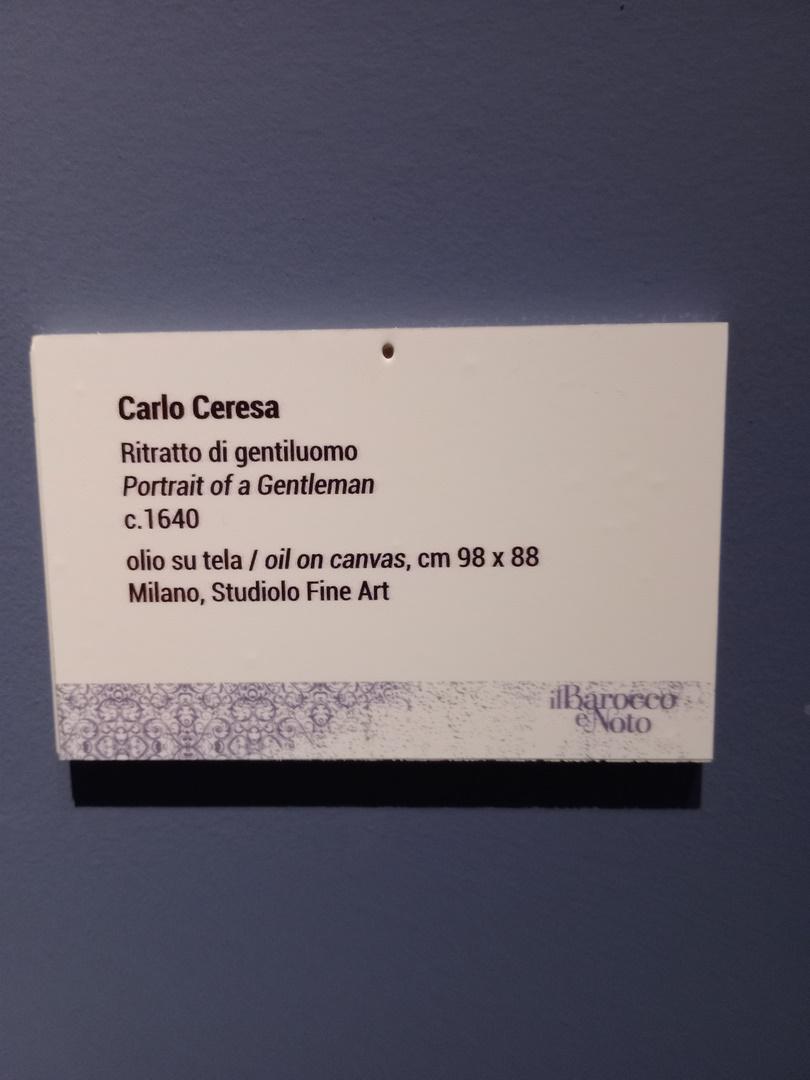 Carlo Ceresa
Ritratto di gentiluomo
Portrait of a Gentleman
c.1640
olio su tela / oil on canvas, cm 98 x 88
Milano, Studiolo Fine Art
ilBarocco
eNoto